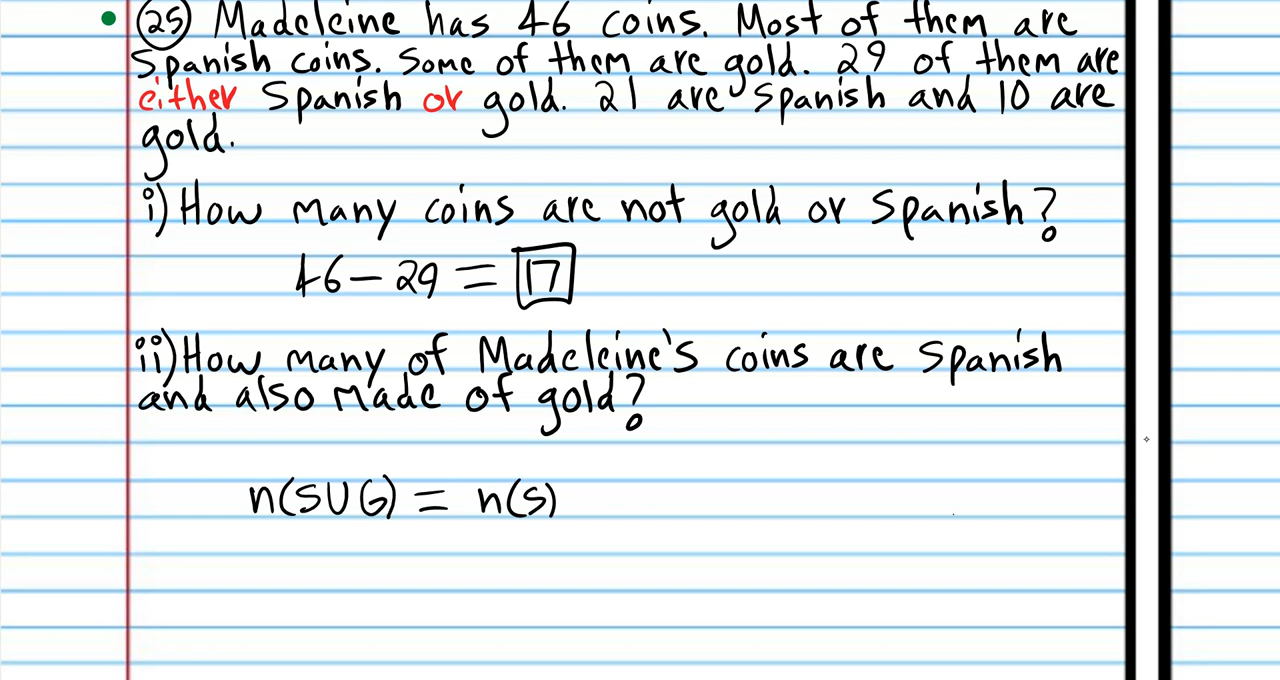 (25) Madeleine has 46 coins. Most of them are
Spanish coins. Some of them are gold. 29 of them are
either Spanish or gold. 21 are Spanish and 10 are
gold.
i) How many coins are not gold or Spanish?
46 - 29 = 17
ii) How many of Madeleine's coins are Spanish
and also made of gold?
n(S∪G) = n(S)